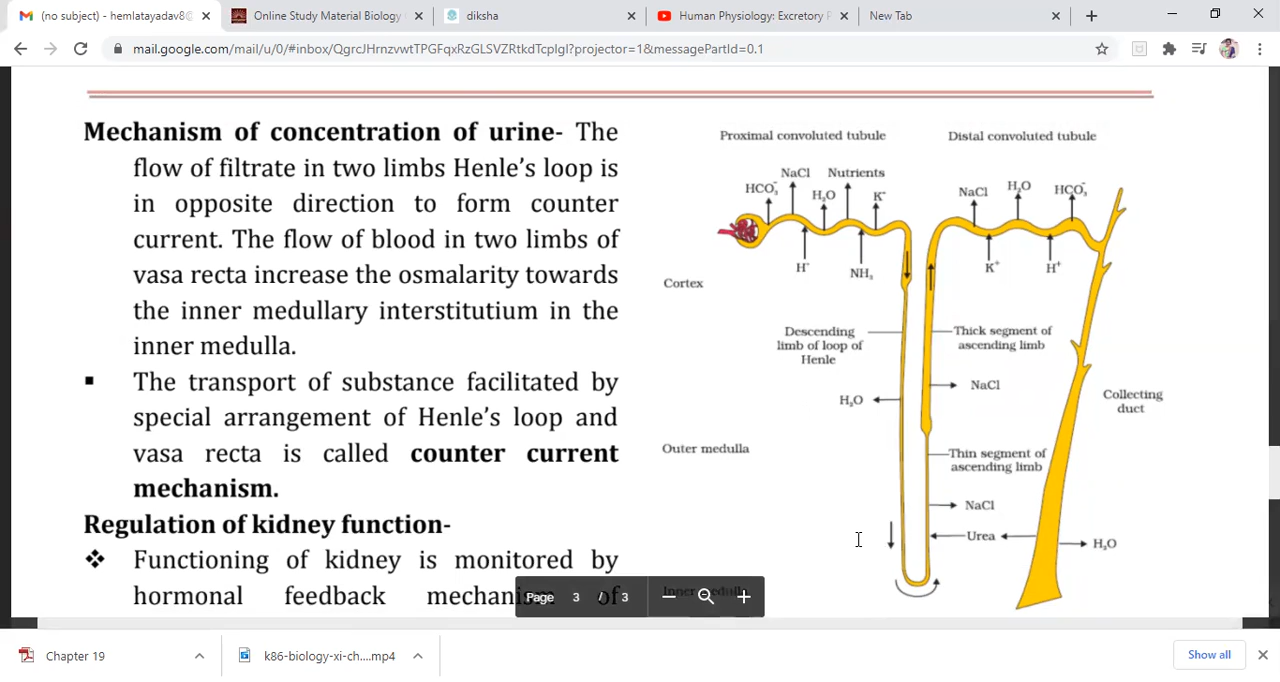 (no subject) - hemlatayadav8@
Online Study Material Biology
diksha
Human Physiology: Excretory P
New Tab
mail.google.com/mail/u/0/#inbox/QgrcJHrnzvwtTPGFqxRzGLSVZRtkdTcplgl?projector=1&messagePartId=0.1
Mechanism of concentration of urine- The
flow of filtrate in two limbs Henle's loop is
in opposite direction to form counter
current. The flow of blood in two limbs of
vasa recta increase the osmalarity towards
the inner medullary interstitutium in the
inner medulla.
▪ The transport of substance facilitated by
special arrangement of Henle's loop and
vasa recta is called counter current
mechanism.
Regulation of kidney function-
❖ Functioning of kidney is monitored by
hormonal feedback mechanism of
Proximal convoluted tubule
Distal convoluted tubule
NaCl Nutrients
HCO₃⁻ H₂O K⁻
NaCl H₂O HCO₃⁻
H⁻ NH₃
K⁺ H⁺
Cortex
Descending
limb of loop of
Henle
Thick segment of
ascending limb
NaCl
H₂O
Collecting
duct
Outer medulla
Thin segment of
ascending limb
NaCl
Urea
H₂O
Inner medulla
Page 3 / 3
Chapter 19
k86-biology-xi-ch....mp4
Show all